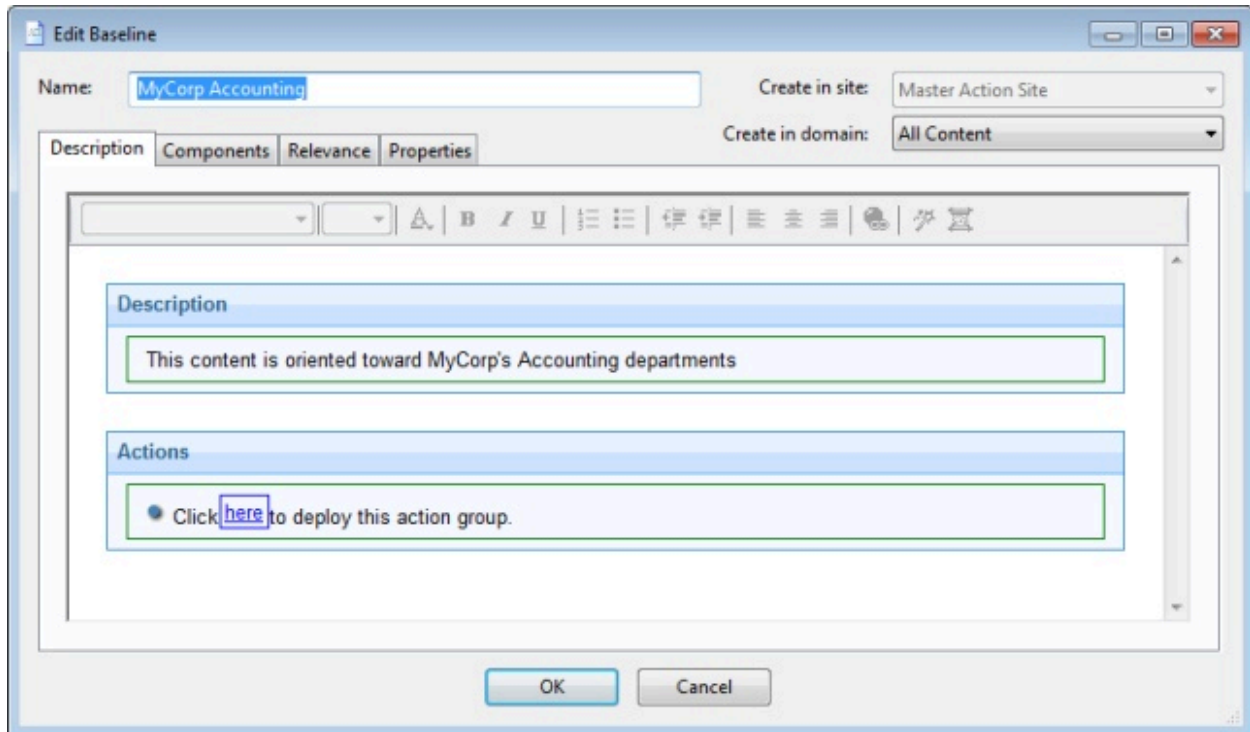 Edit Baseline
Name: MyCorp Accounting Create in site: Master Action Site
Create in domain: All Content
Description Components Relevance Properties
A B I U
Description
This content is oriented toward MyCorp's Accounting departments
Actions
Click here to deploy this action group.
OK Cancel